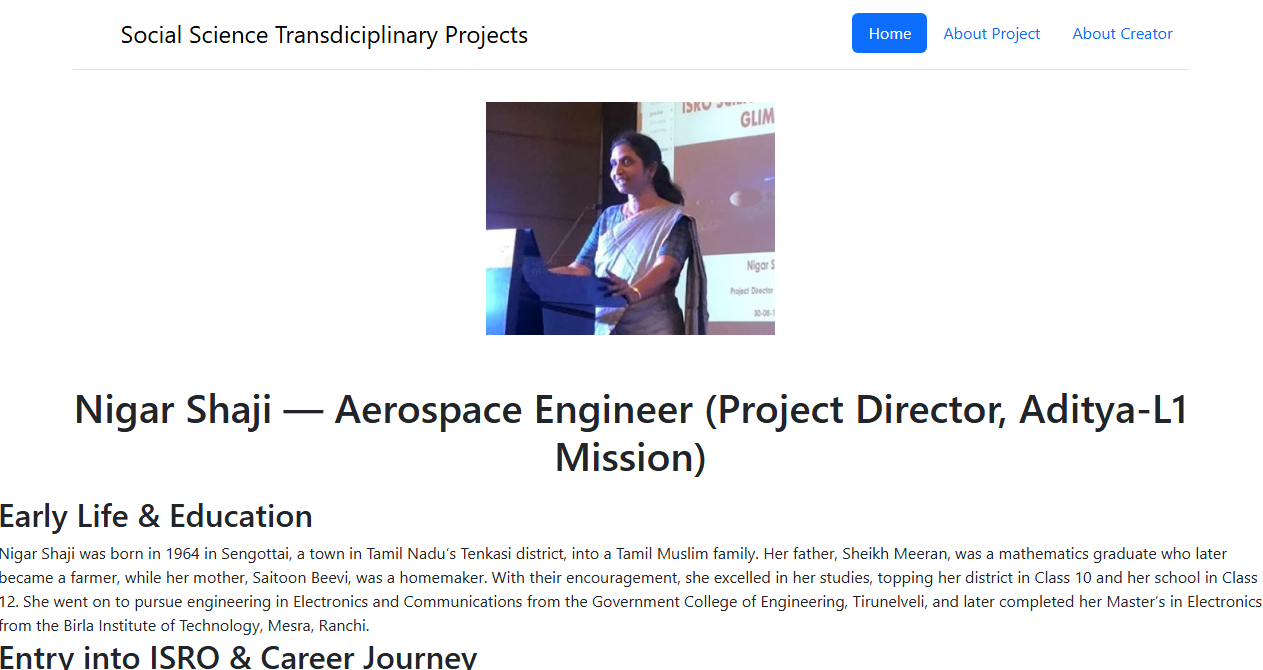 Social Science Transdiciplinary Projects
Home
About Project
About Creator
GLIM
Nigar S
Project Director
30-08-1
Nigar Shaji — Aerospace Engineer (Project Director, Aditya-L1
Mission)
Early Life & Education
Nigar Shaji was born in 1964 in Sengottai, a town in Tamil Nadu’s Tenkasi district, into a Tamil Muslim family. Her father, Sheikh Meeran, was a mathematics graduate who later
became a farmer, while her mother, Saitoon Beevi, was a homemaker. With their encouragement, she excelled in her studies, topping her district in Class 10 and her school in Class
12. She went on to pursue engineering in Electronics and Communications from the Government College of Engineering, Tirunelveli, and later completed her Master’s in Electronics
from the Birla Institute of Technology, Mesra, Ranchi.
Entry into ISRO & Career Journey